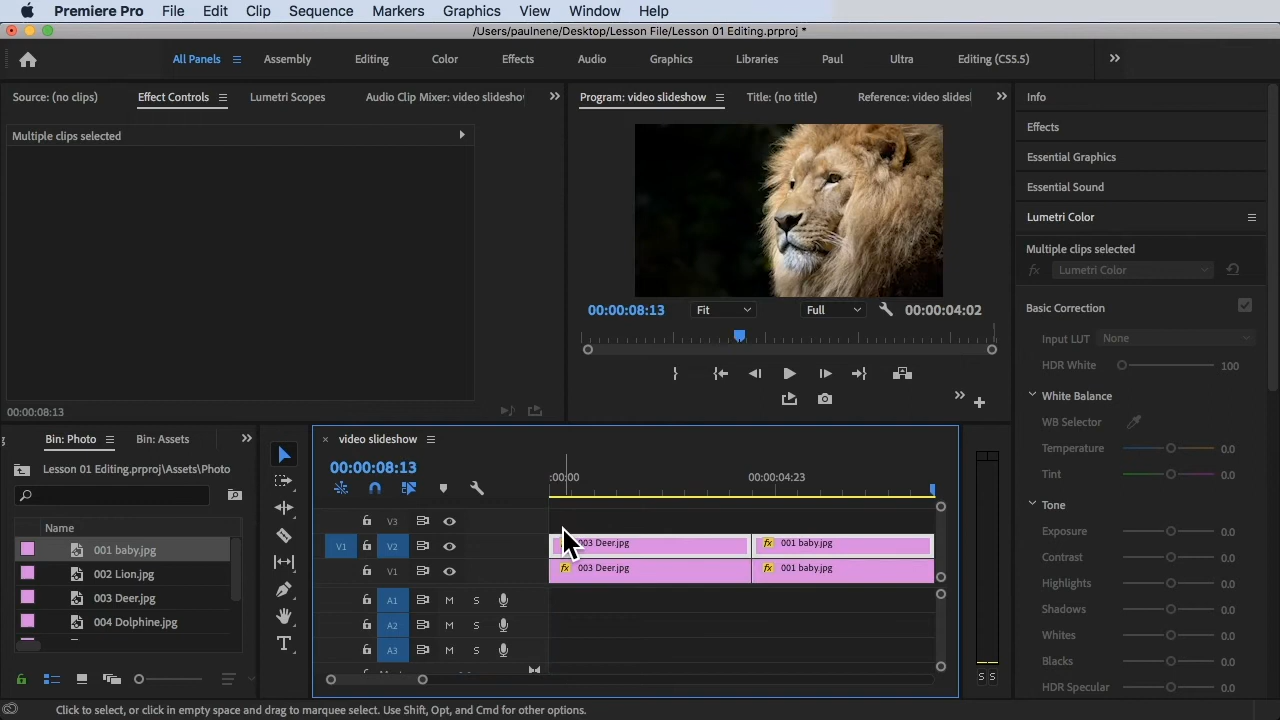 Premiere Pro File Edit Clip Sequence Markers Graphics View Window Help
/Users/paulnene/Desktop/Lesson File/Lesson 01 Editing.prproj *
All Panels Assembly Editing Color Effects Audio Graphics Libraries Paul Ultra Editing (CS5.5)
Source: (no clips) Effect Controls Lumetri Scopes Audio Clip Mixer: video slidesho
Program: video slideshow Title: (no title) Reference: video slidesl
Info
Effects
Essential Graphics
Essential Sound
Lumetri Color
Multiple clips selected
Multiple clips selected
fx Lumetri Color
00:00:08:13 Fit Full 00:00:04:02
Basic Correction
Input LUT None
HDR White 100
White Balance
WB Selector
Temperature 0.0
Tint 0.0
Tone
Exposure 0.0
Contrast 0.0
Highlights 0.0
Shadows 0.0
Whites 0.0
Blacks 0.0
HDR Specular 0.0
00:00:08:13
Bin: Photo Bin: Assets
Lesson 01 Editing.prproj\Assets\Photo
Name
001 baby.jpg
002 Lion.jpg
003 Deer.jpg
004 Dolphine.jpg
video slideshow
00:00:08:13
:00:00 00:00:04:23
V3
V1 V2 003 Deer.jpg fx 001 baby.jpg
V1 fx 003 Deer.jpg fx 001 baby.jpg
A1 M S
A2 M S
A3 M S
S S
Click to select, or click in empty space and drag to marquee select. Use Shift, Opt, and Cmd for other options.